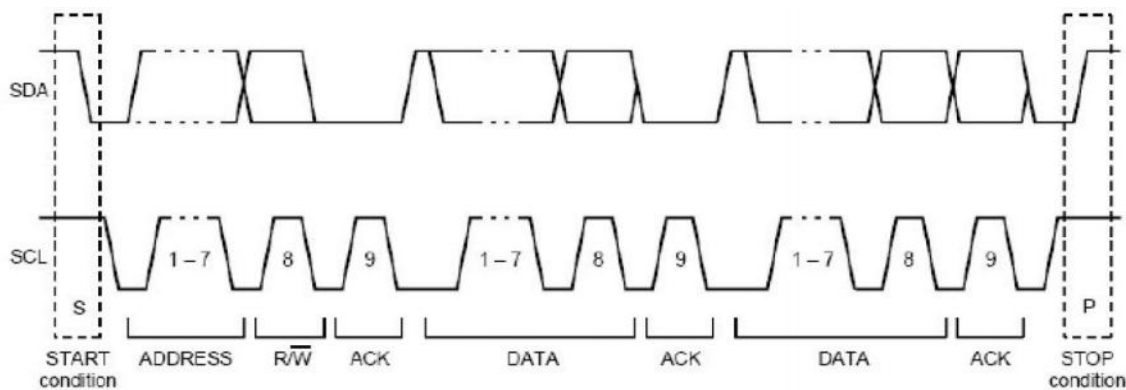 SDA
SCL
1 – 7
8
9
1 – 7
8
9
1 – 7
8
9
S
P
START
condition
ADDRESS
R/W̅
ACK
DATA
ACK
DATA
ACK
STOP
condition